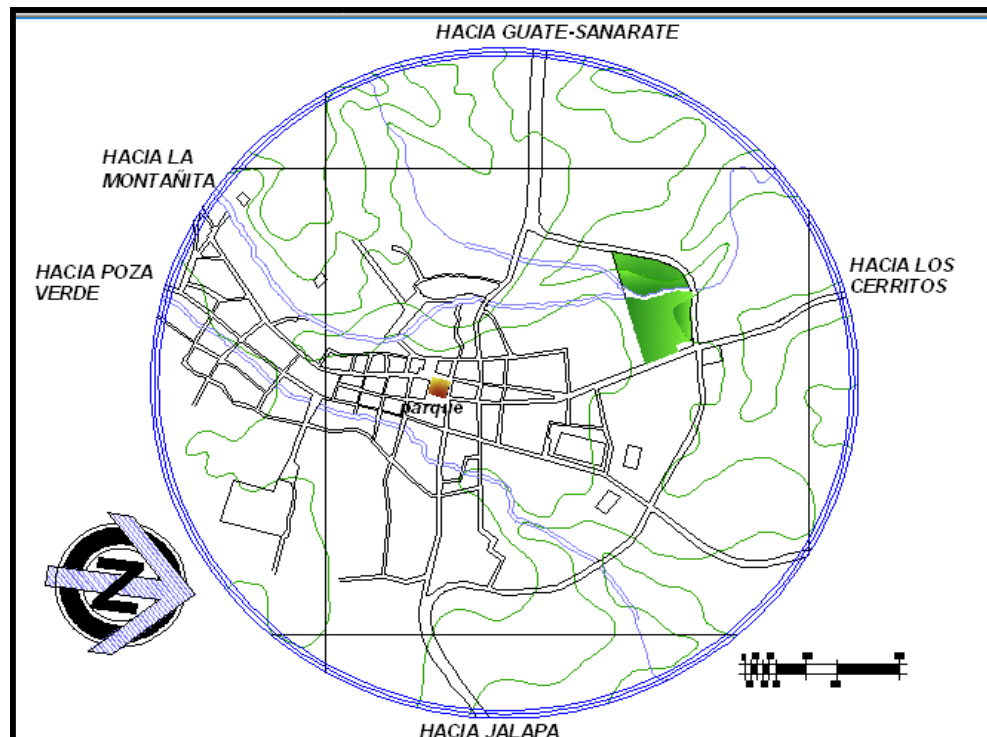 HACIA GUATE-SANARATE
HACIA LA
MONTAÑITA
HACIA POZA
VERDE
HACIA LOS
CERRITOS
parque
N
HACIA JALAPA